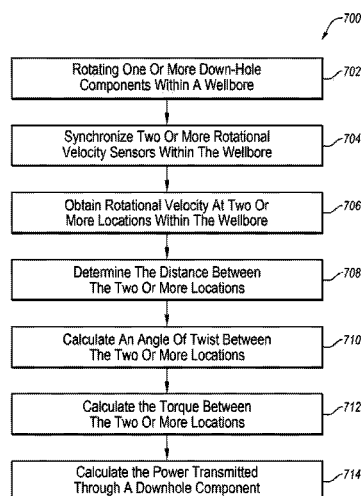 700
Rotating One Or More Down-Hole
Components Within A Wellbore
702
Synchronize Two Or More Rotational
Velocity Sensors Within The Wellbore
704
Obtain Rotational Velocity At Two Or
More Locations Within The Wellbore
706
Determine The Distance Between
The Two Or More Locations
708
Calculate An Angle Of Twist Between
The Two Or More Locations
710
Calculate the Torque Between
The Two Or More Locations
712
Calculate the Power Transmitted
Through A Downhole Component
714